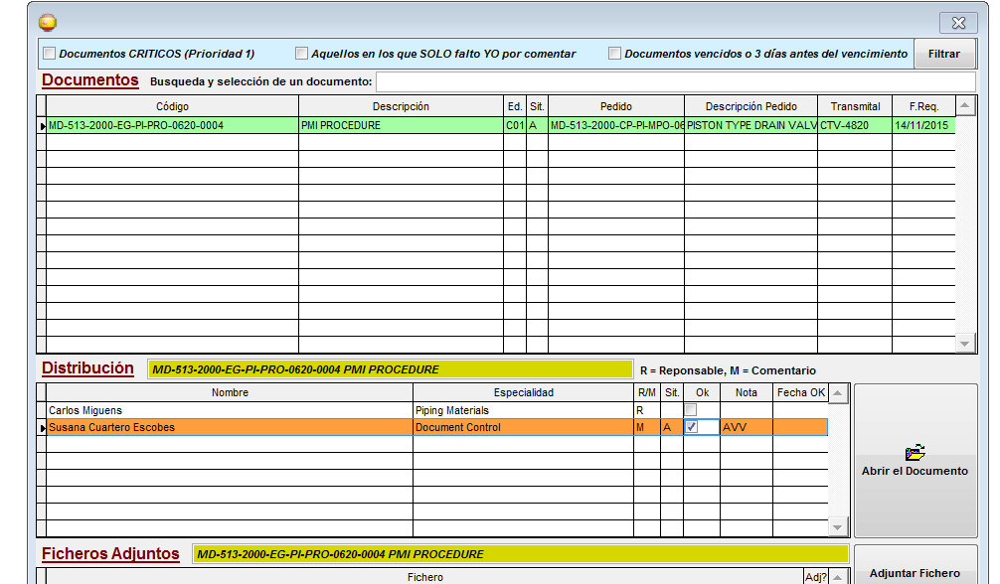 Documentos CRITICOS (Prioridad 1) Aquellos en los que SOLO falto YO por comentar Documentos vencidos o 3 días antes del vencimiento Filtrar
Documentos Busqueda y selección de un documento:
Código Descripción Ed. Sit. Pedido Descripción Pedido Transmital F.Req.
MD-513-2000-EG-PI-PRO-0620-0004 PMI PROCEDURE C01 A MD-513-2000-CP-PI-MPO-06 PISTON TYPE DRAIN VALV CTV-4820 14/11/2015
Distribución MD-513-2000-EG-PI-PRO-0620-0004 PMI PROCEDURE R = Reponsable, M = Comentario
Nombre Especialidad R/M Sit. Ok Nota Fecha OK
Carlos Miguens Piping Materials R
Susana Cuartero Escobes Document Control M A AVV
Abrir el Documento
Ficheros Adjuntos MD-513-2000-EG-PI-PRO-0620-0004 PMI PROCEDURE
Fichero Adj? Adjuntar Fichero